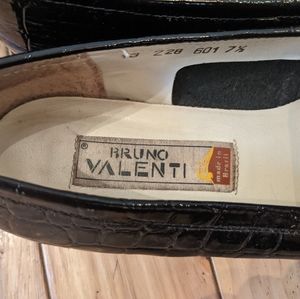 228 601 7½
® BRUNO
VALENTI
made in
Brazil